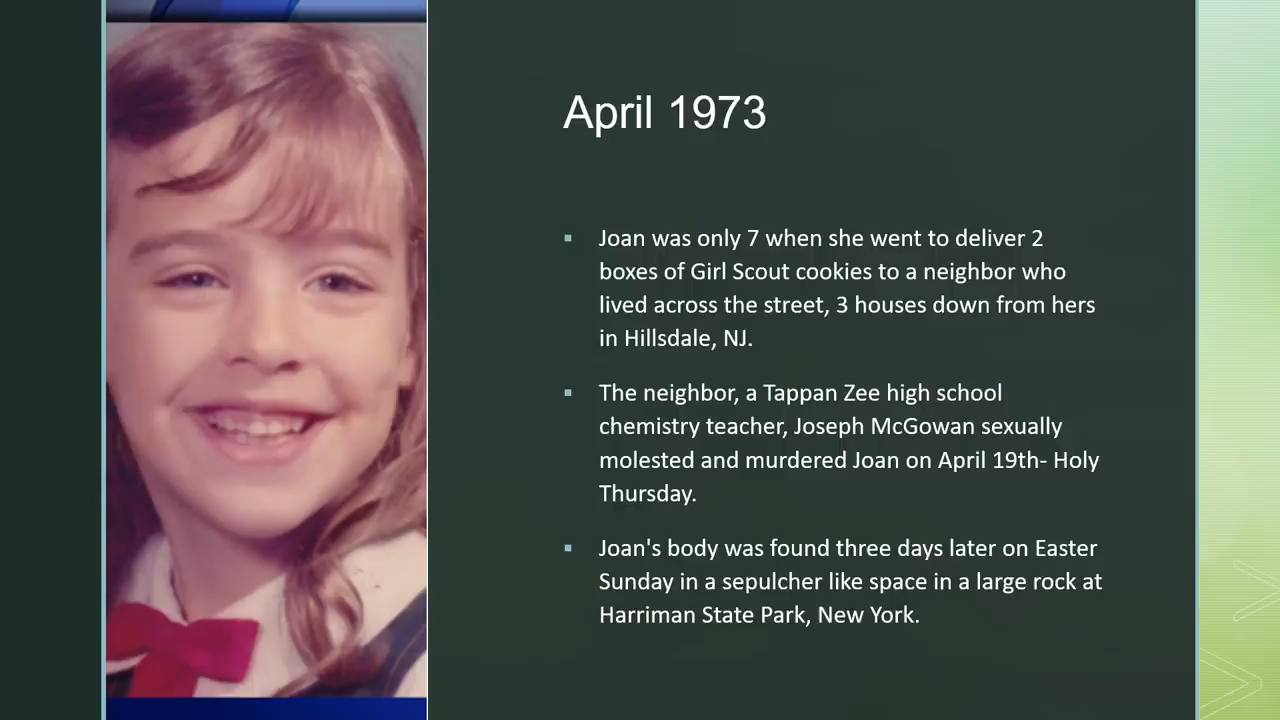 April 1973
Joan was only 7 when she went to deliver 2
boxes of Girl Scout cookies to a neighbor who
lived across the street, 3 houses down from hers
in Hillsdale, NJ.
The neighbor, a Tappan Zee high school
chemistry teacher, Joseph McGowan sexually
molested and murdered Joan on April 19th- Holy
Thursday.
Joan's body was found three days later on Easter
Sunday in a sepulcher like space in a large rock at
Harriman State Park, New York.